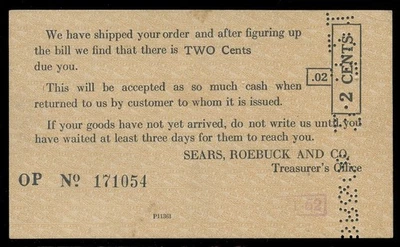 We have shipped your order and after figuring up
the bill we find that there is TWO Cents
due you.
This will be accepted as so much cash when
returned to us by customer to whom it is issued.
If your goods have not yet arrived, do not write us until you
have waited at least three days for them to reach you.
SEARS, ROEBUCK AND CO.
Treasurer's Office
OP No. 171054
.02
2 CENTS